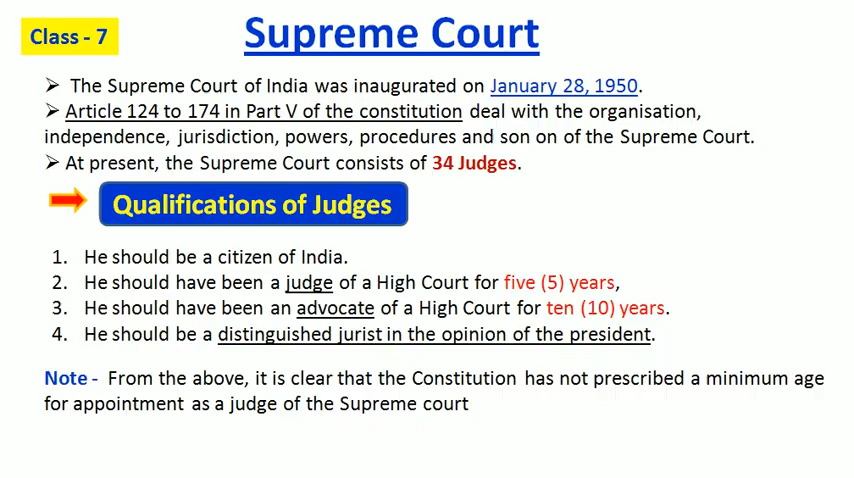 Class - 7
Supreme Court
➢ The Supreme Court of India was inaugurated on January 28, 1950.
➢ Article 124 to 174 in Part V of the constitution deal with the organisation,
independence, jurisdiction, powers, procedures and son on of the Supreme Court.
➢ At present, the Supreme Court consists of 34 Judges.
Qualifications of Judges
1. He should be a citizen of India.
2. He should have been a judge of a High Court for five (5) years,
3. He should have been an advocate of a High Court for ten (10) years.
4. He should be a distinguished jurist in the opinion of the president.
Note - From the above, it is clear that the Constitution has not prescribed a minimum age
for appointment as a judge of the Supreme court